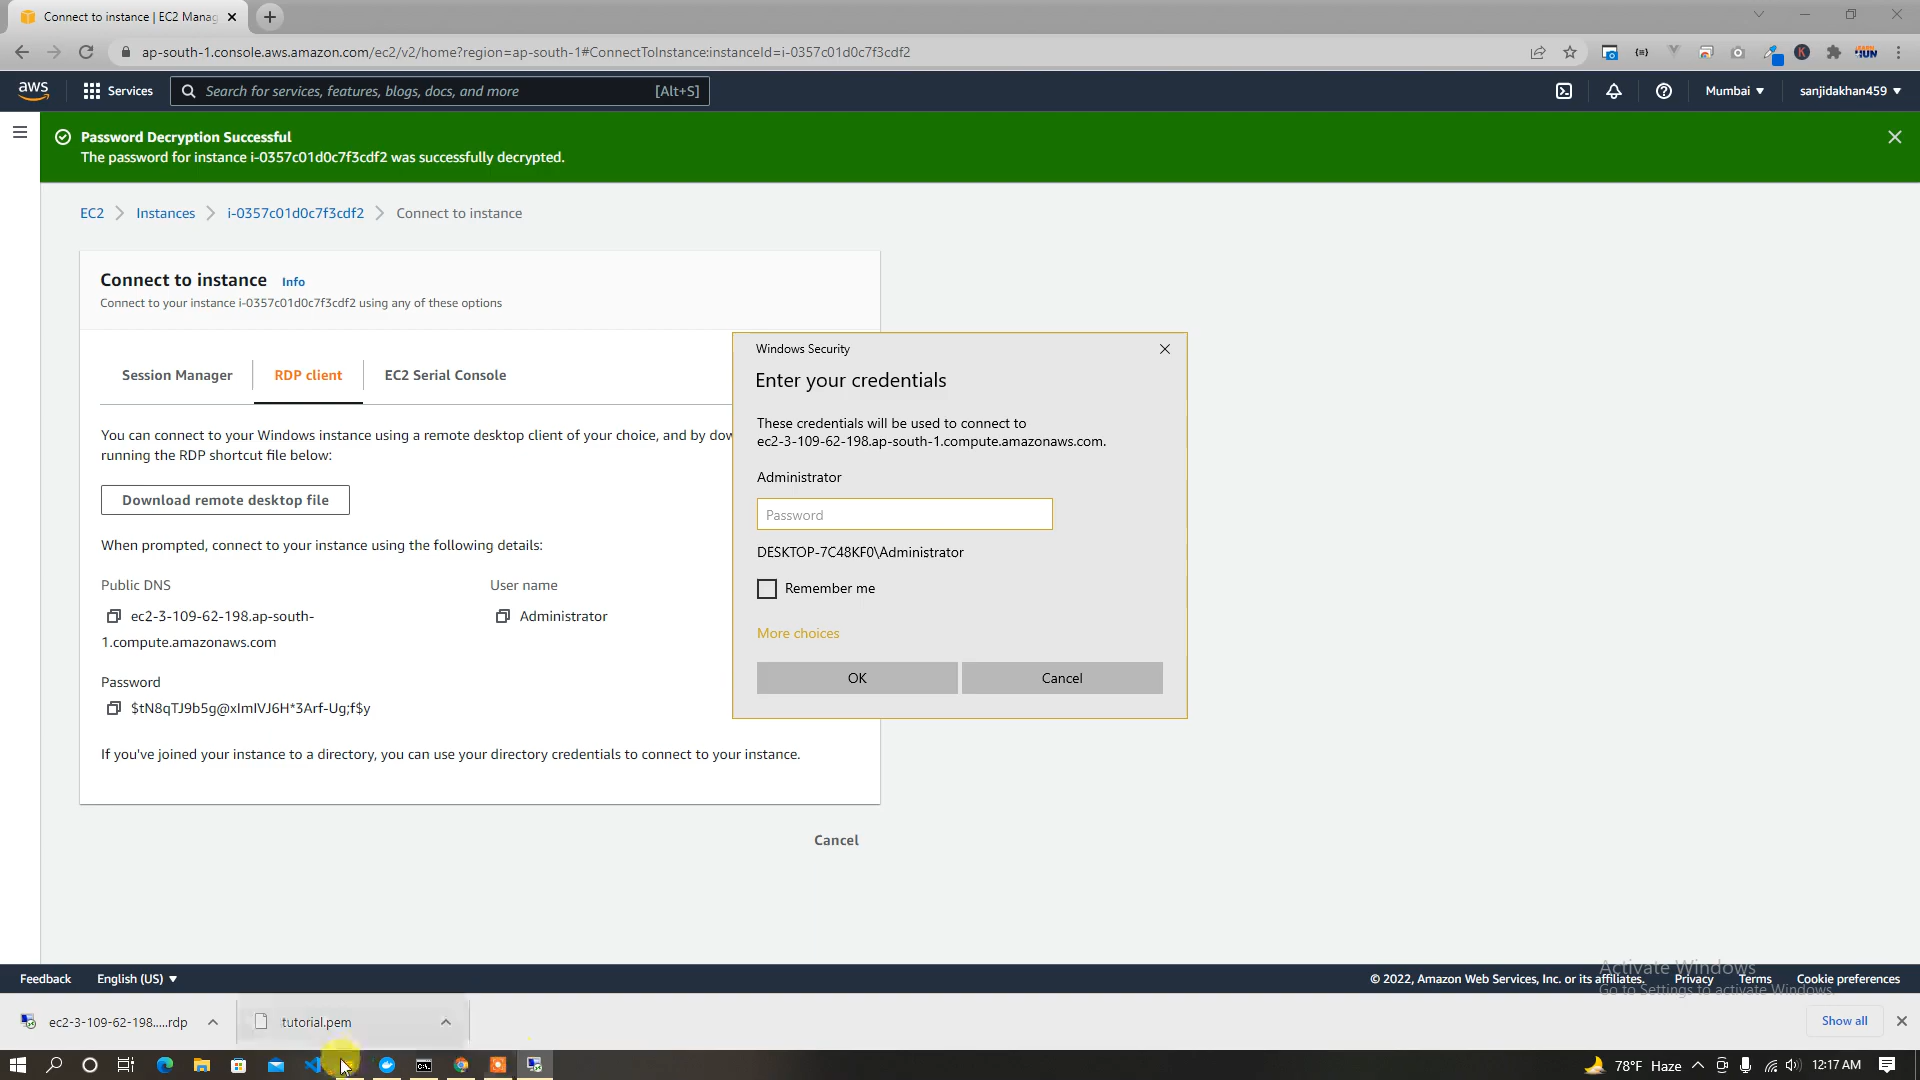 Connect to instance | EC2 Manag
ap-south-1.console.aws.amazon.com/ec2/v2/home?region=ap-south-1#ConnectToInstance:instanceId=i-0357c01d0c7f3cdf2
aws
Services
Search for services, features, blogs, docs, and more
[Alt+S]
Mumbai
sanjidakhan459
Password Decryption Successful
The password for instance i-0357c01d0c7f3cdf2 was successfully decrypted.
EC2
Instances
i-0357c01d0c7f3cdf2
Connect to instance
Connect to instance Info
Connect to your instance i-0357c01d0c7f3cdf2 using any of these options
Session Manager
RDP client
EC2 Serial Console
You can connect to your Windows instance using a remote desktop client of your choice, and by dow
running the RDP shortcut file below:
Download remote desktop file
When prompted, connect to your instance using the following details:
Public DNS
ec2-3-109-62-198.ap-south-
1.compute.amazonaws.com
User name
Administrator
Password
$tN8qTJ9b5g@xImIVJ6H*3Arf-Ug;f$y
If you've joined your instance to a directory, you can use your directory credentials to connect to your instance.
Cancel
Windows Security
Enter your credentials
These credentials will be used to connect to
ec2-3-109-62-198.ap-south-1.compute.amazonaws.com.
Administrator
Password
DESKTOP-7C48KF0\Administrator
Remember me
More choices
OK
Cancel
Feedback
English (US)
© 2022, Amazon Web Services, Inc. or its affiliates.
Privacy
Terms
Cookie preferences
Activate Windows
Go to Settings to activate Windows.
ec2-3-109-62-198.....rdp
tutorial.pem
Show all
78°F Haze
12:17 AM